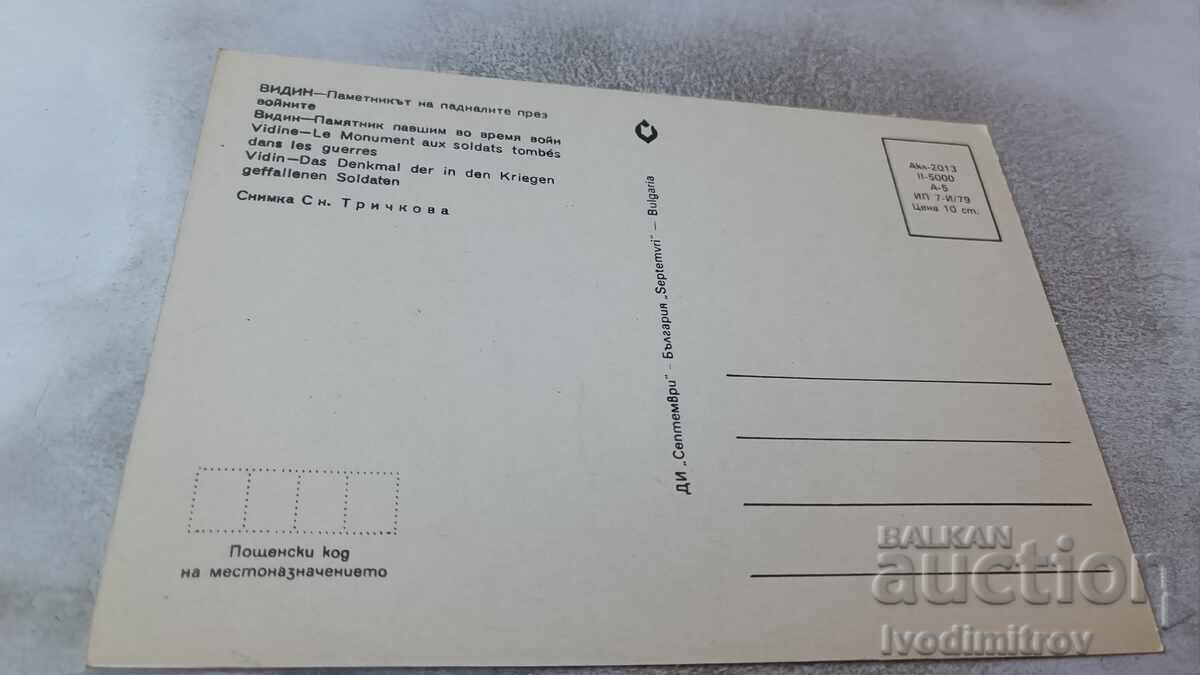 ВИДИН—Паметникът на падналите през
войните
Видин—Памятник павшим во время войн
Vidine—Le Monument aux soldats tombés
dans les guerres
Vidin—Das Denkmal der in den Kriegen
geffallenen Soldaten
Снимка Сн. Тричкова
ДИ „Септември" – България „Septemvri" – Bulgaria
Акл-2013
II-5000
А-5
ИП 7-И/79
Цена 10 ст.
Пощенски код
на местоназначението
BALKAN
auction
Ivodimitrov